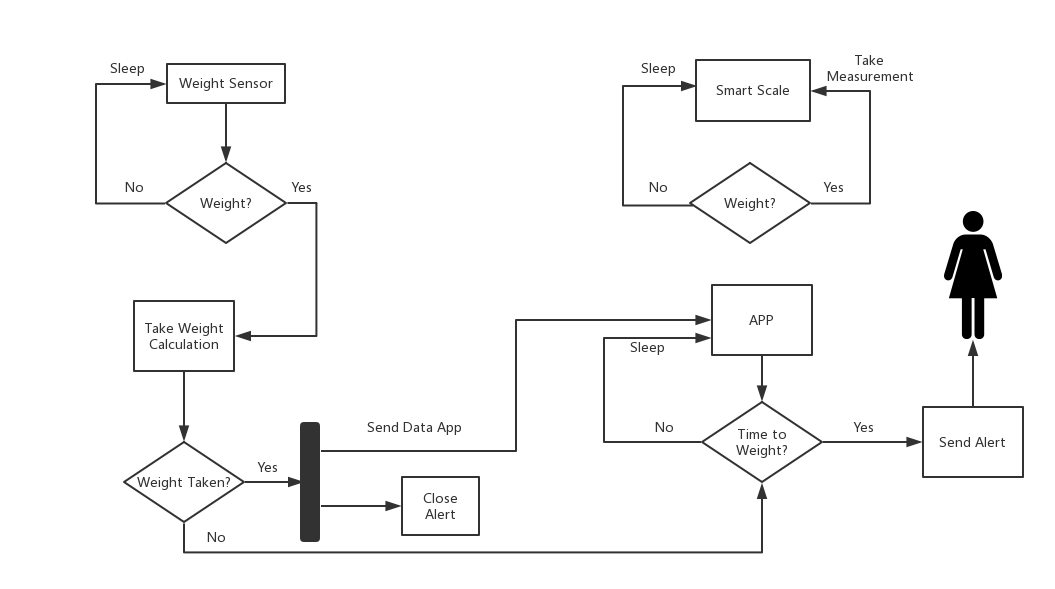 Sleep
Weight Sensor
No
Weight?
Yes
Take Weight
Calculation
Weight Taken?
Yes
No
Send Data App
Close
Alert
Sleep
Smart Scale
Take
Measurement
No
Weight?
Yes
APP
Sleep
No
Time to
Weight?
Yes
Send Alert